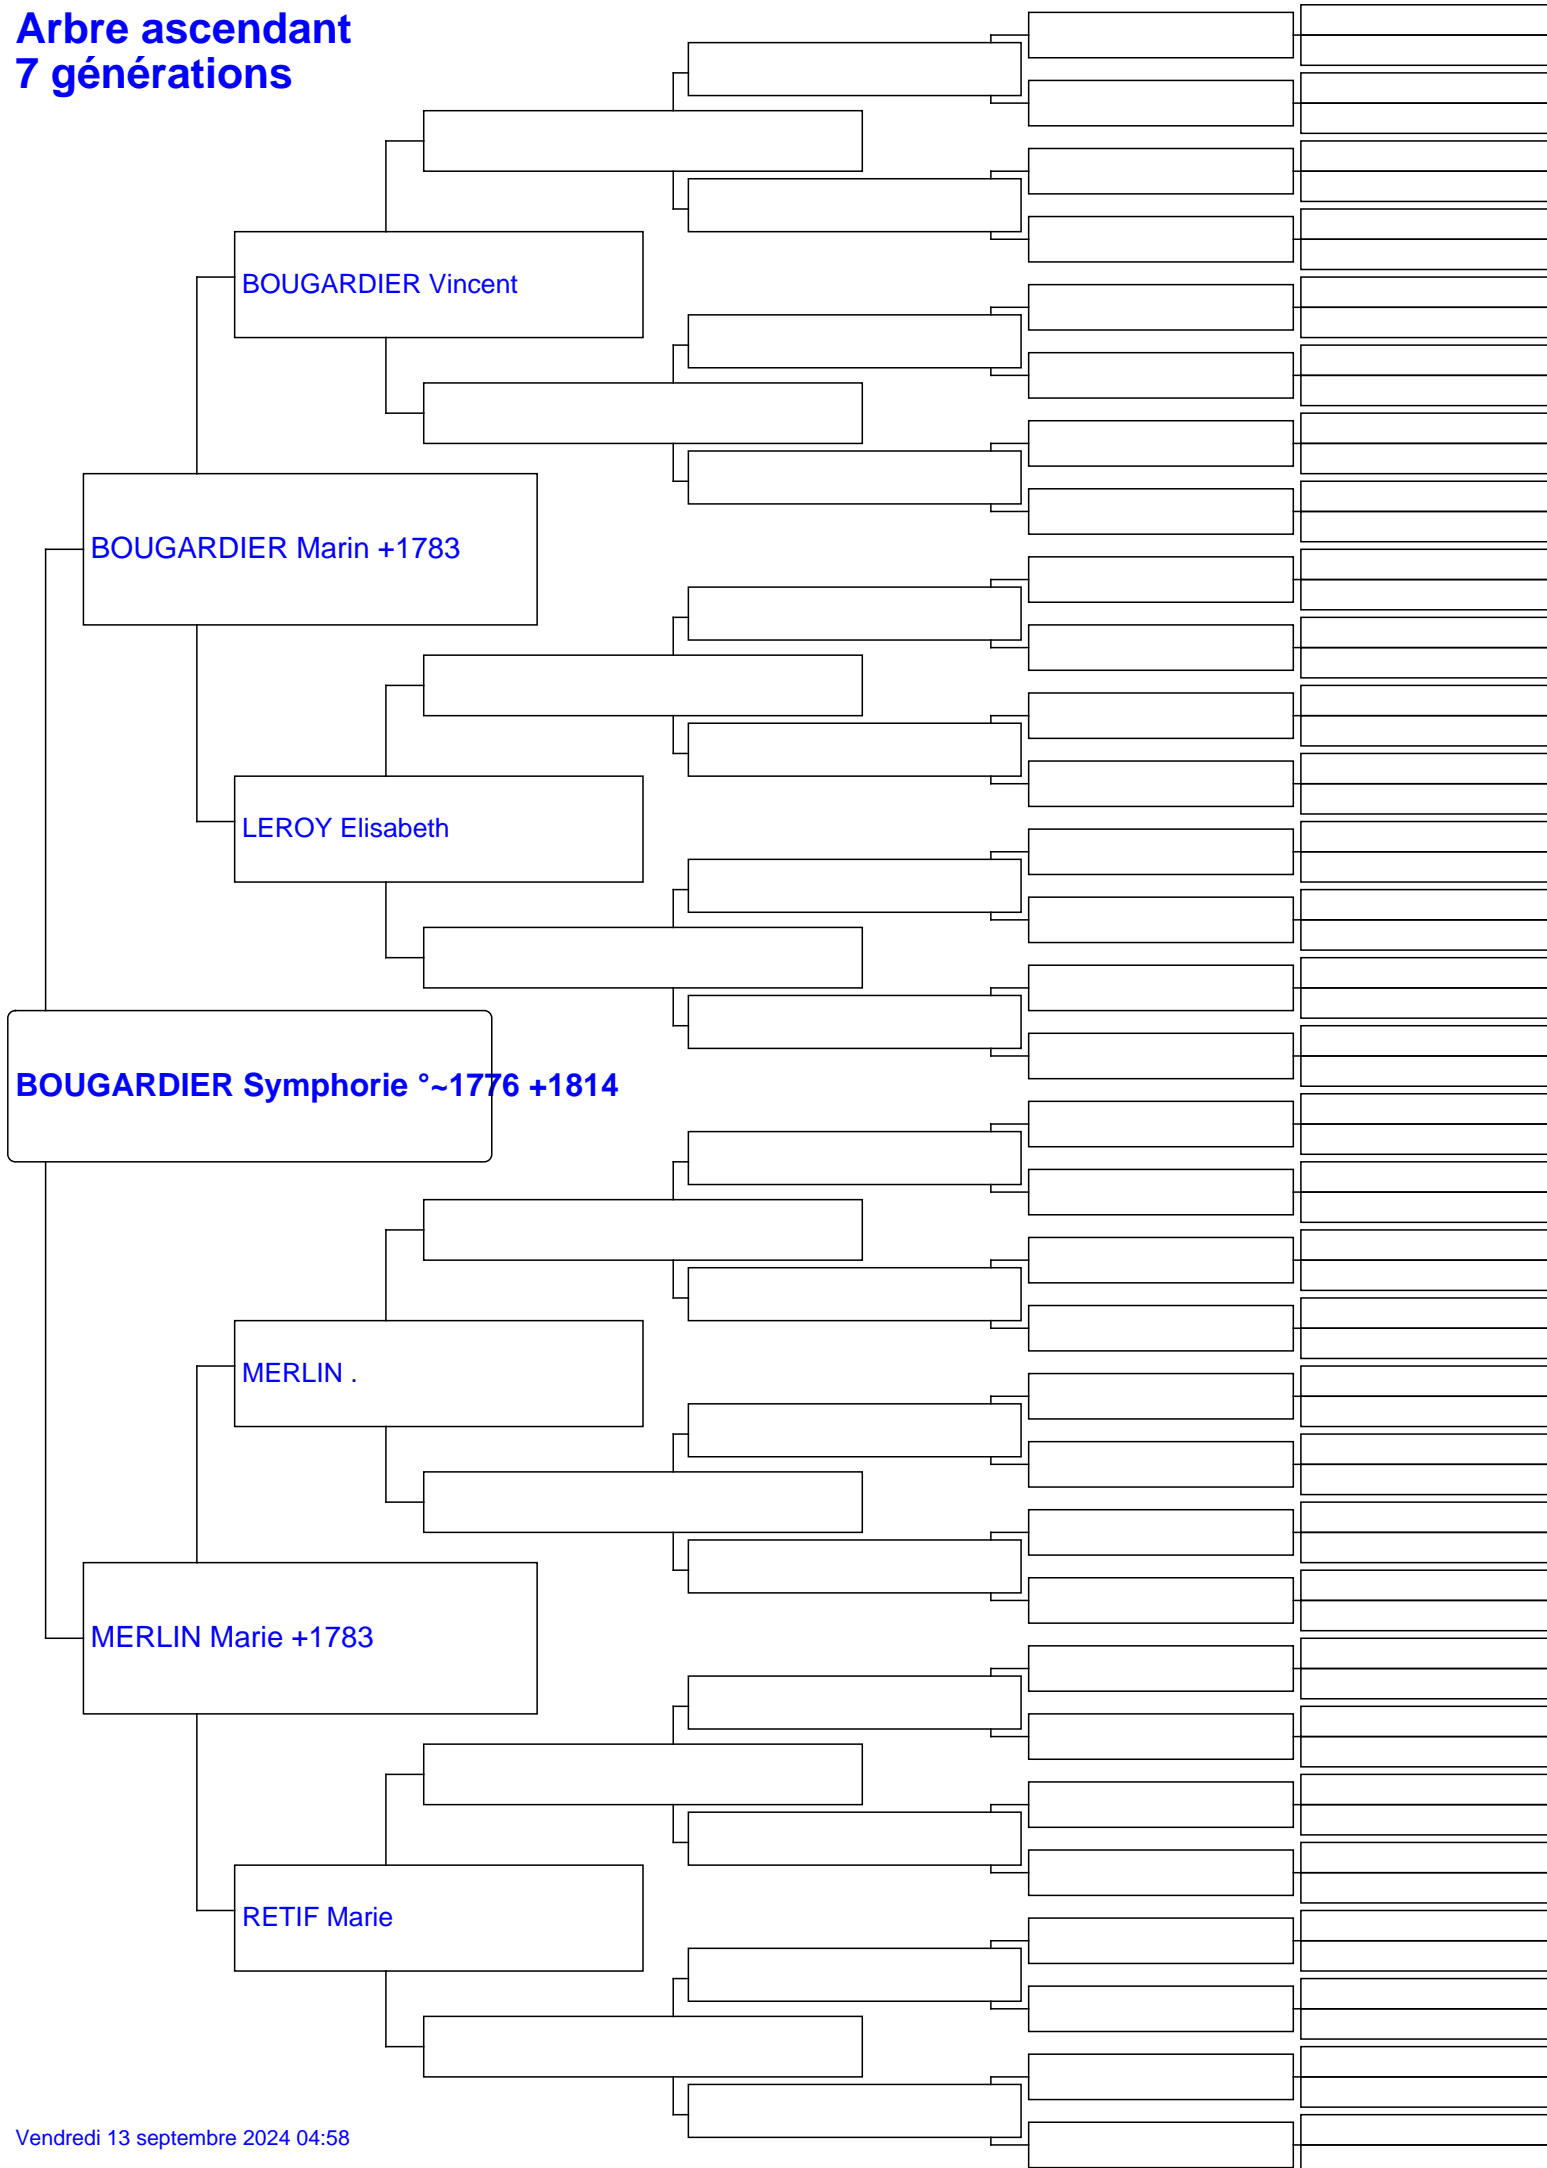 Arbre ascendant
7 générations
BOUGARDIER Vincent
BOUGARDIER Marin +1783
LEROY Elisabeth
BOUGARDIER Symphorie °~1776 +1814
MERLIN .
MERLIN Marie +1783
RETIF Marie
Vendredi 13 septembre 2024 04:58